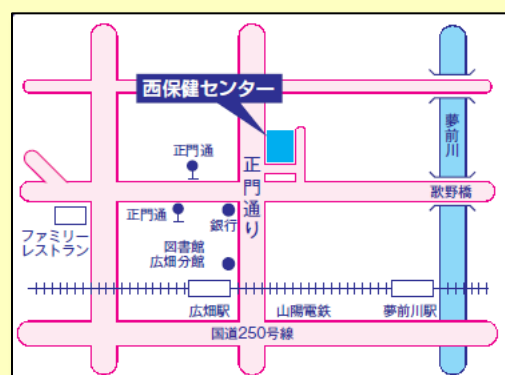 西保健センター
正門通
正門通り
夢前川
歌野橋
正門通
銀行
ファミリー
レストラン
図書館
広畑分館
広畑駅
山陽電鉄
夢前川駅
国道250号線